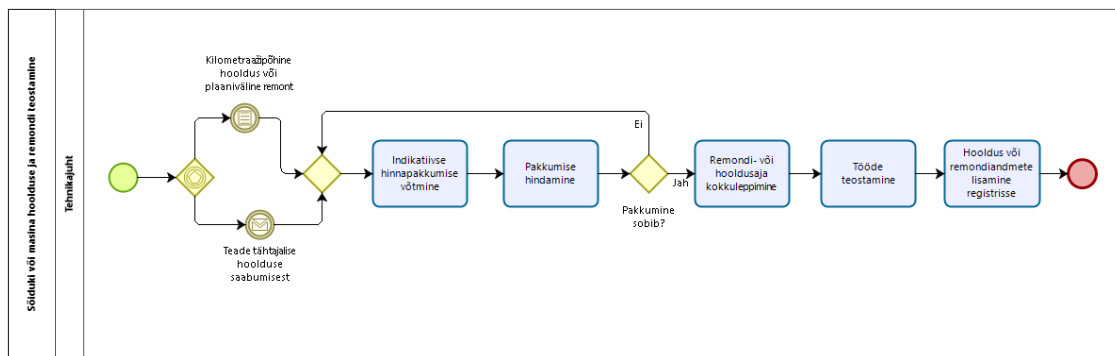 Sõiduki või masina hoolduse ja remondi teostamine
Tehnikajuht
Kilometraažipõhine
hooldus või
plaaniväline remont
Teade tähtajalise
hoolduse
saabumisest
Indikatiivse
hinnapakkumise
võtmine
Pakkumise
hindamine
Ei
Jah
Pakkumine
sobib?
Remondi- või
hooldusaja
kokkuleppimine
Tööde
teostamine
Hooldus või
remondiandmete
lisamine
registrisse